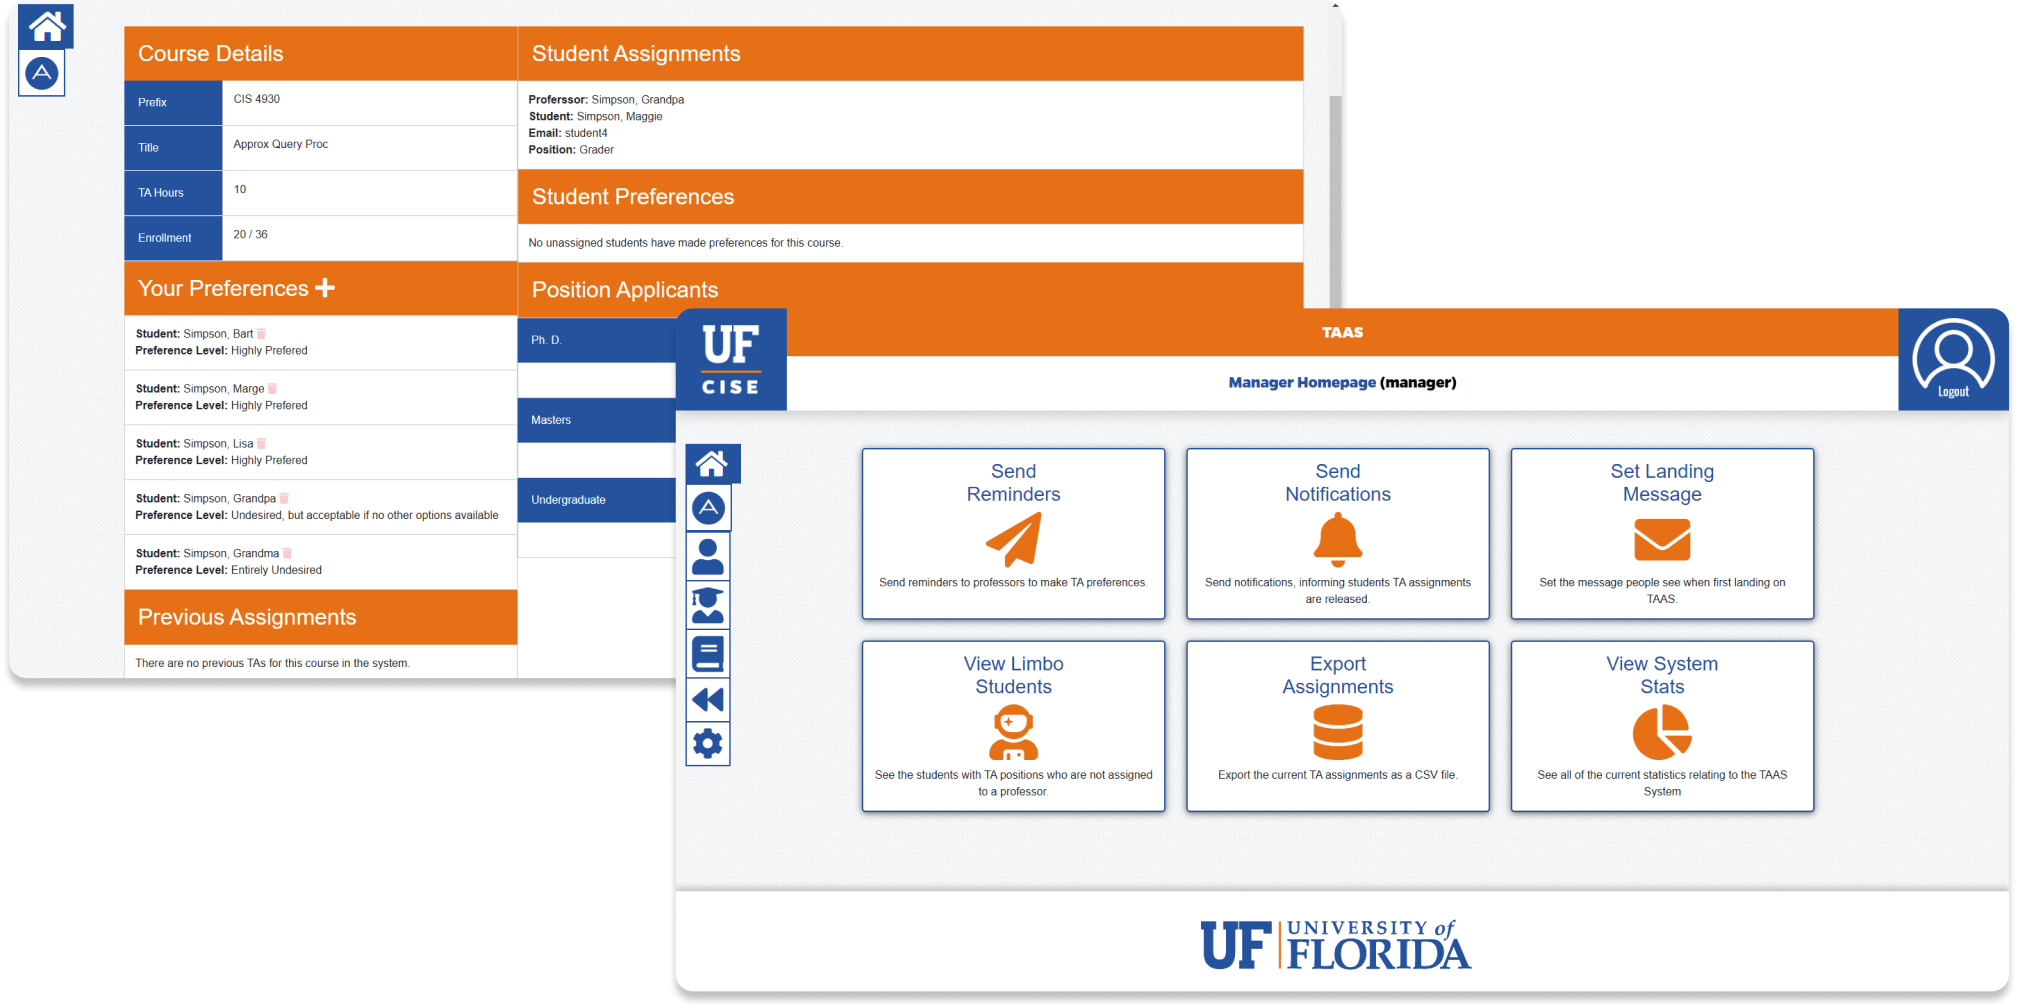 Course Details
Prefix CIS 4930
Title Approx Query Proc
TA Hours 10
Enrollment 20 / 36
Your Preferences
Student: Simpson, Bart
Preference Level: Highly Prefered
Student: Simpson, Marge
Preference Level: Highly Prefered
Student: Simpson, Lisa
Preference Level: Highly Prefered
Student: Simpson, Grandpa
Preference Level: Undesired, but acceptable if no other options available
Student: Simpson, Grandma
Preference Level: Entirely Undesired
Previous Assignments
There are no previous TAs for this course in the system.
Student Assignments
Proferssor: Simpson, Grandpa
Student: Simpson, Maggie
Email: student4
Position: Grader
Student Preferences
No unassigned students have made preferences for this course.
Position Applicants
Ph. D.
Masters
Undergraduate
UF
CISE
TAAS
Manager Homepage (manager)
Logout
Send
Reminders
Send reminders to professors to make TA preferences.
Send
Notifications
Send notifications, informing students TA assignments
are released.
Set Landing
Message
Set the message people see when first landing on
TAAS.
View Limbo
Students
See the students with TA positions who are not assigned
to a professor.
Export
Assignments
Export the current TA assignments as a CSV file.
View System
Stats
See all of the current statistics relating to the TAAS
System
UF UNIVERSITY of
FLORIDA